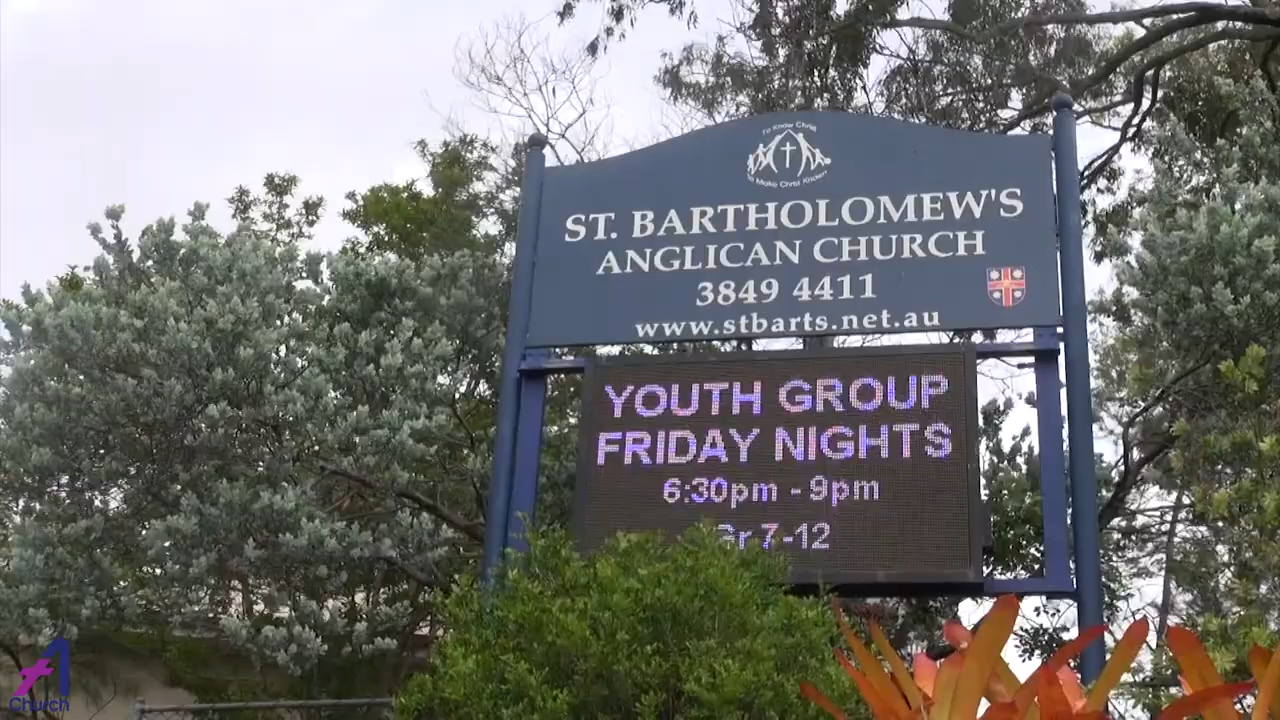 To Know Christ
To Make Christ Known
ST. BARTHOLOMEW'S
ANGLICAN CHURCH
3849 4411
www.stbarts.net.au
YOUTH GROUP
FRIDAY NIGHTS
6:30pm - 9pm
Gr 7-12
Church